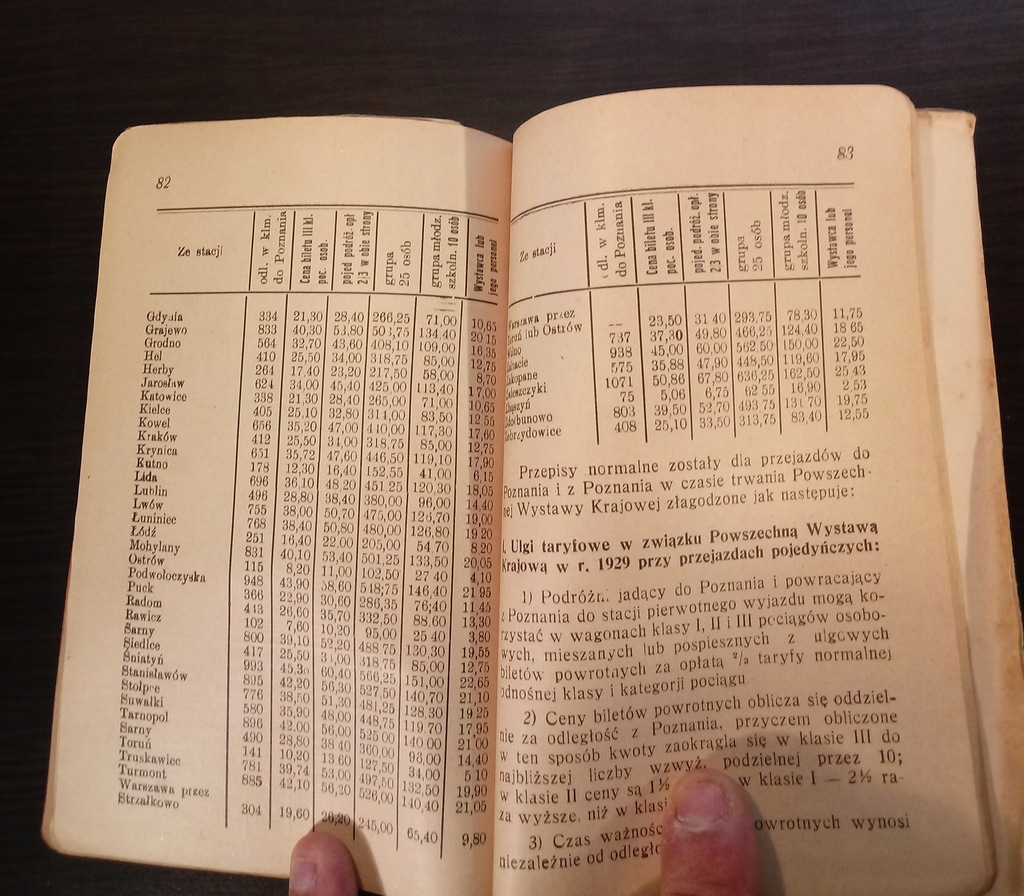 82
Ze stacji | odl. w klm. do Poznania | Cena biletu III kl. poc. osob. | pojed podróż. opł 2/3 w obie strony | grupa 25 osób | grupa młodz. szkoln. 10 osób | Wystawca lub jego personel
Gdynia 334 21,30 28,40 266,25 71,00 10,65
Grajewo 833 40,30 53,80 503,75 134,40 20 15
Grodno 564 32,70 43,60 408,10 109,00 16,35
Hel 410 25,50 34,00 318,75 85,00 12,75
Herby 264 17.40 23,20 217,50 58,00 8,70
Jarosław 624 34,00 45,40 425,00 113,40 17,00
Katowice 338 21,30 28,40 265,00 71,00 10,65
Kielce 405 25,10 32,80 314,00 83,50 12 55
Kowel 656 35,20 47,00 440,00 117,30 17,60
Kraków 412 25,50 34,00 318,75 85,00 12,75
Krynica 651 35,72 47,60 446,50 119,10 17,90
Kutno 178 12,30 16,40 152,55 41,00 6,15
Lida 696 36,10 48 20 451,25 120,30 18,05
Lublin 496 28,80 38,40 380,00 96,00 14,40
Lwów 755 38,00 50,70 475,00 126,70 19,00
Łuniniec 768 38,40 50,80 480,00 126,80 19 20
Łódź 251 16,40 22,00 205,00 54,70 8 20
Mohylany 831 40,10 53,40 501,25 133,50 20,05
Ostrów 115 8,20 11,00 102,50 27 40 4,10
Podwołoczyska 948 43,90 58,60 518;75 146,40 21 95
Puck 366 22,90 30,60 286,35 76;40 11,45
Radom 443 26,60 35,70 332,50 88.60 13,30
Rawicz 102 7,60 10,20 95,00 25 40 3,80
Sarny 800 39,10 52,20 488 75 130,30 19,55
Siedlce 417 25,50 34,00 318 75 85,00 12,75
Śniatyń 993 45,30 60,40 566,25 151,00 22,65
Stanisławów 895 42,20 56,30 527,50 140,70 21,10
Stołpce 776 38,50 51,30 481,25 128,30 19 25
Suwałki 580 35,90 48,00 448,75 119.70 17,95
Tarnopol 896 42.00 56,00 525 00 140 00 21,00
Sarny 490 28,80 38 40 360,00 96,00 14,40
Toruń 141 10,20 13 60 127,50 34,00 5 10
Truskawiec 781 39,74 53,00 497,50 132,50 19,90
Turmont 885 42,10 56,20 526,00 140,40 21,05
Warszawa przez
Strzałkowo 304 19,60 26,20 245,00 65,40 9,80
83
Ze stacji | odl. w klm. do Poznania | Cena biletu III kl. poc. osob. | pojed. podróż. opł. 2/3 w obie strony | grupa 25 osób | grupa młodz. szkoln. 10 osób | Wystawca lub jego personel
Warszawa przez
Toruń lub Ostrów — 23,50 31 40 293,75 78,30 11,75
Wilno 737 37,30 49,80 466,25 124,40 18 65
938 45,00 60,00 562,50 150,00 22,50
Zakopane 575 35,88 47,90 448,50 119,60 17,95
Zaleszczyki 1071 50,86 67,80 636,25 162,50 25 43
Zbąszyń 75 5,06 6,75 62 55 16 90 2 53
Zdołbunowo 803 39,50 52,70 493 75 131 70 19,75
Zebrzydowice 408 25,10 33,50 313,75 83,40 12,55
Przepisy normalne zostały dla przejazdów do
Poznania i z Poznania w czasie trwania Powszech-
nej Wystawy Krajowej złagodzone jak następuje:
I. Ulgi taryfowe w związku Powszechną Wystawą
Krajową w r. 1929 przy przejazdach pojedyńczych:
1) Podróżni jadący do Poznania i powracający
z Poznania do stacji pierwotnego wyjazdu mogą ko-
rzystać w wagonach klasy I, II i III pociągów osobo-
wych, mieszanych lub pospiesznych z ulgowych
biletów powrotnych za opłatą 2/3 taryfy normalnej
odnośnej klasy i kategorji pociągu
2) Ceny biletów powrotnych oblicza się oddziel-
nie za odległość z Poznania, przyczem obliczone
w ten sposób kwoty zaokrągla się w klasie III do
najbliższej liczby wzwyż, podzielnej przez 10;
w klasie II ceny są 1½ w klasie I — 2½ ra-
za wyższe, niż w klasi
3) Czas ważnoś owrotnych wynosi
niezależnie od odległo